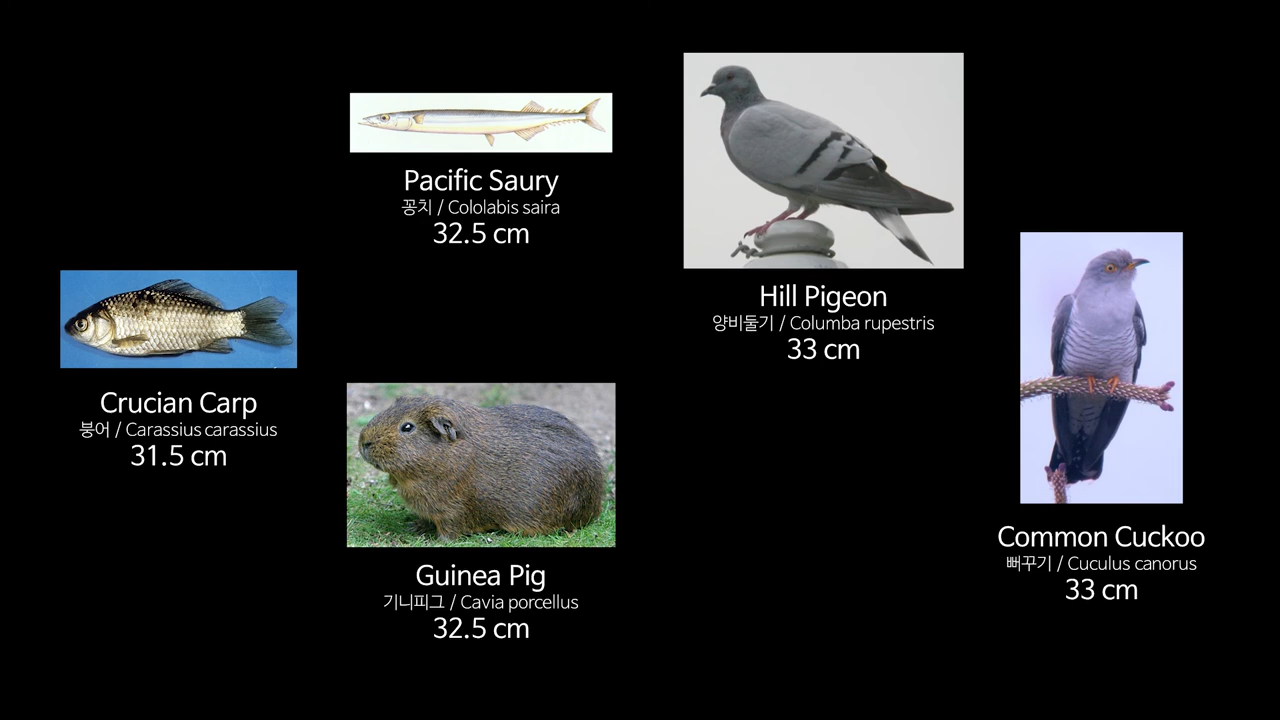 Crucian Carp
붕어 / Carassius carassius
31.5 cm
Pacific Saury
꽁치 / Cololabis saira
32.5 cm
Guinea Pig
기니피그 / Cavia porcellus
32.5 cm
Hill Pigeon
양비둘기 / Columba rupestris
33 cm
Common Cuckoo
뻐꾸기 / Cuculus canorus
33 cm